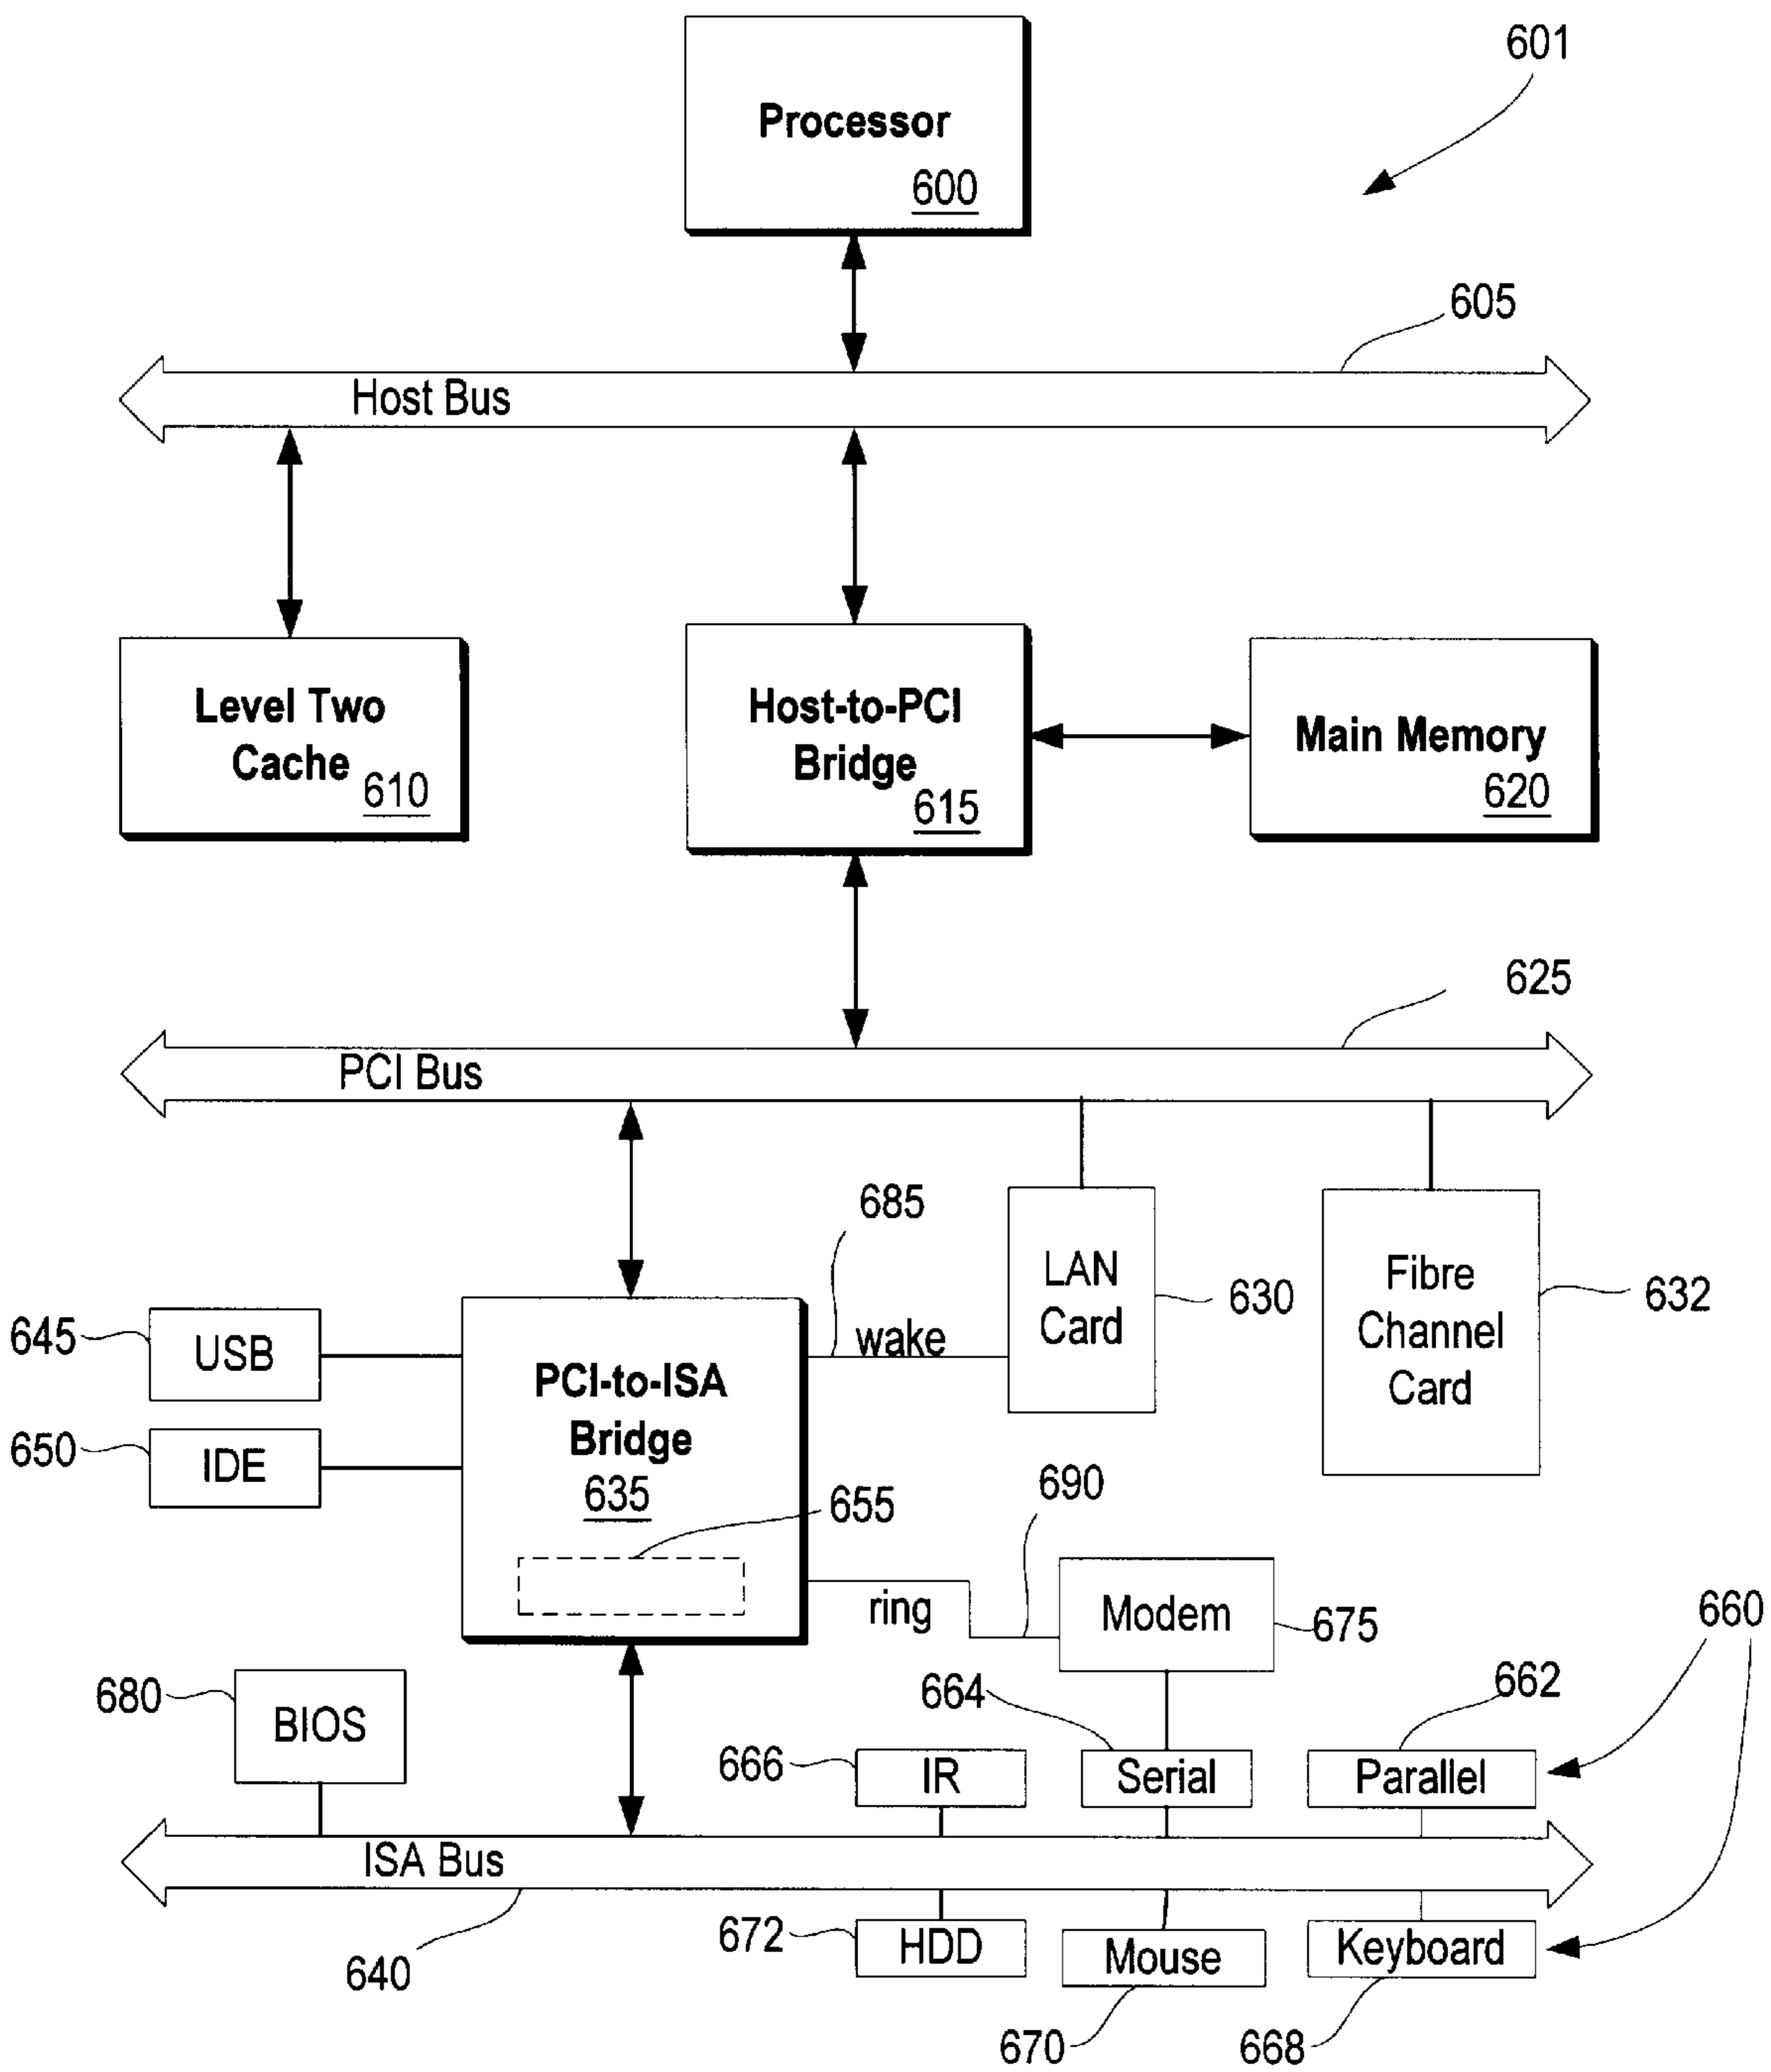 601
Processor
600
605
Host Bus
Level Two
Cache
610
Host-to-PCI
Bridge
615
Main Memory
620
625
PCI Bus
685
LAN
Card
630
Fibre
Channel
Card
632
645
USB
wake
PCI-to-ISA
Bridge
635
650
IDE
655
690
ring
Modem
675
660
680
BIOS
664
662
666
IR
Serial
Parallel
ISA Bus
640
672
HDD
Mouse
Keyboard
670
668